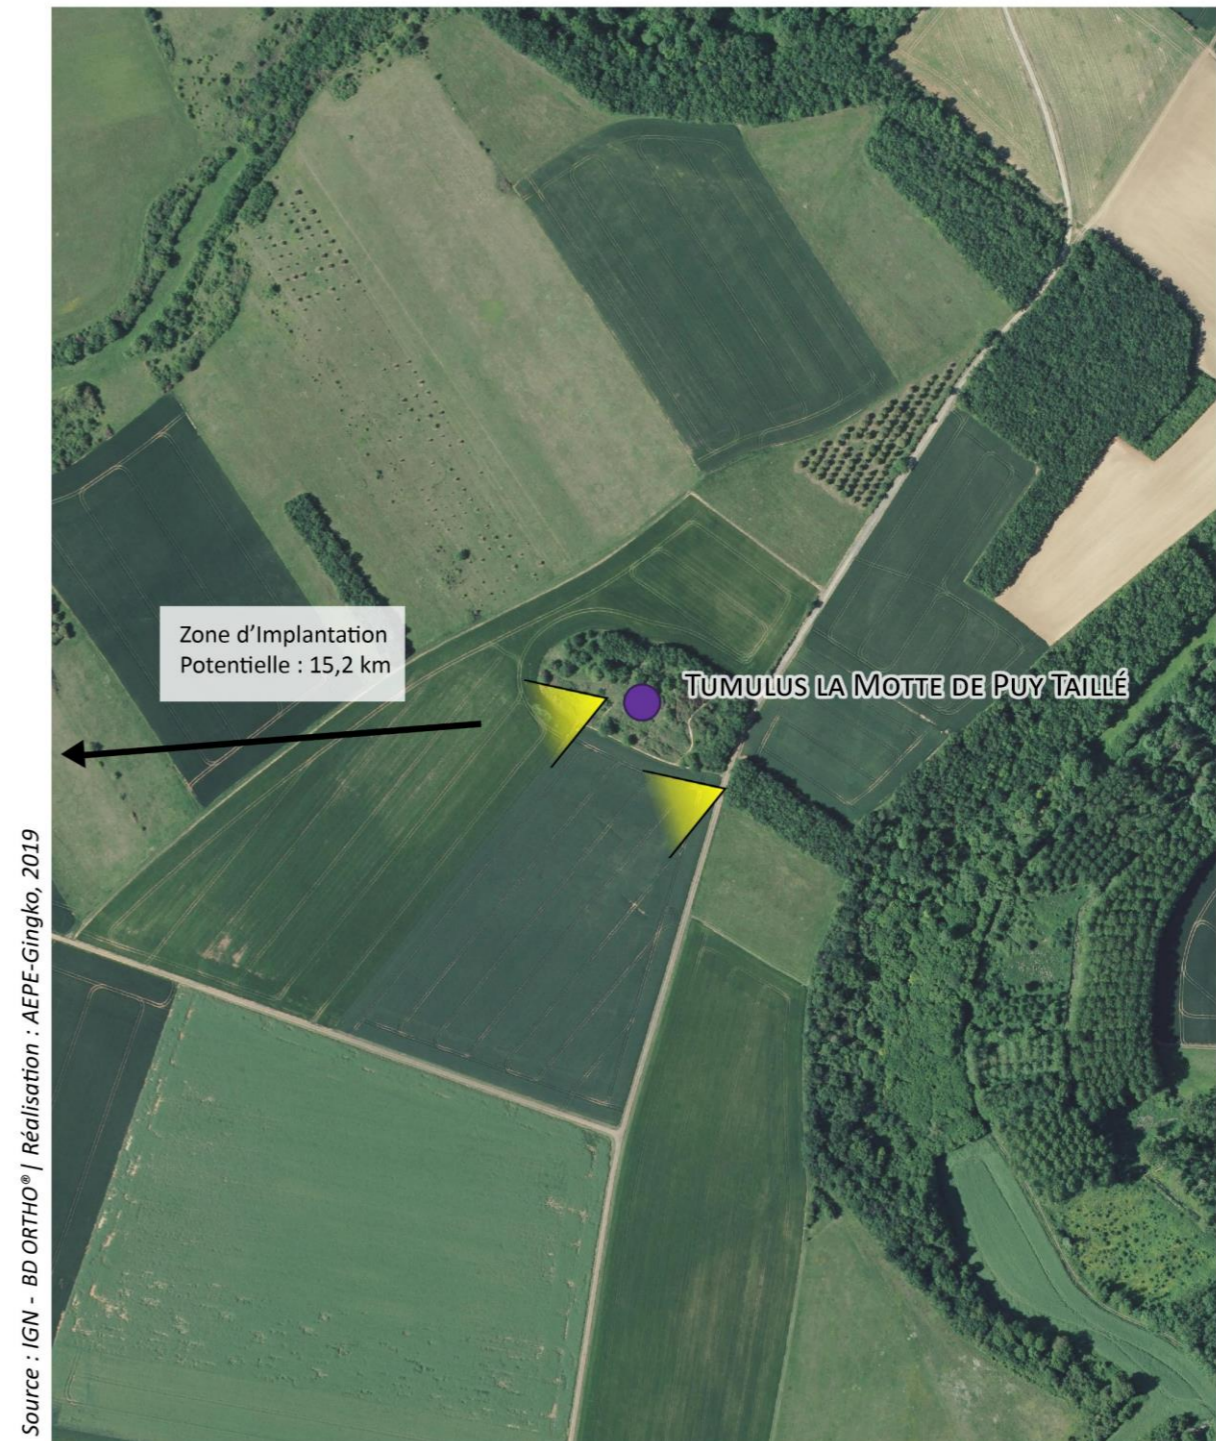 Zone d’Implantation
Potentielle : 15,2 km
TUMULUS LA MOTTE DE PUY TAILLÉ
Source : IGN - BD ORTHO® | Réalisation : AEPE-Gingko, 2019